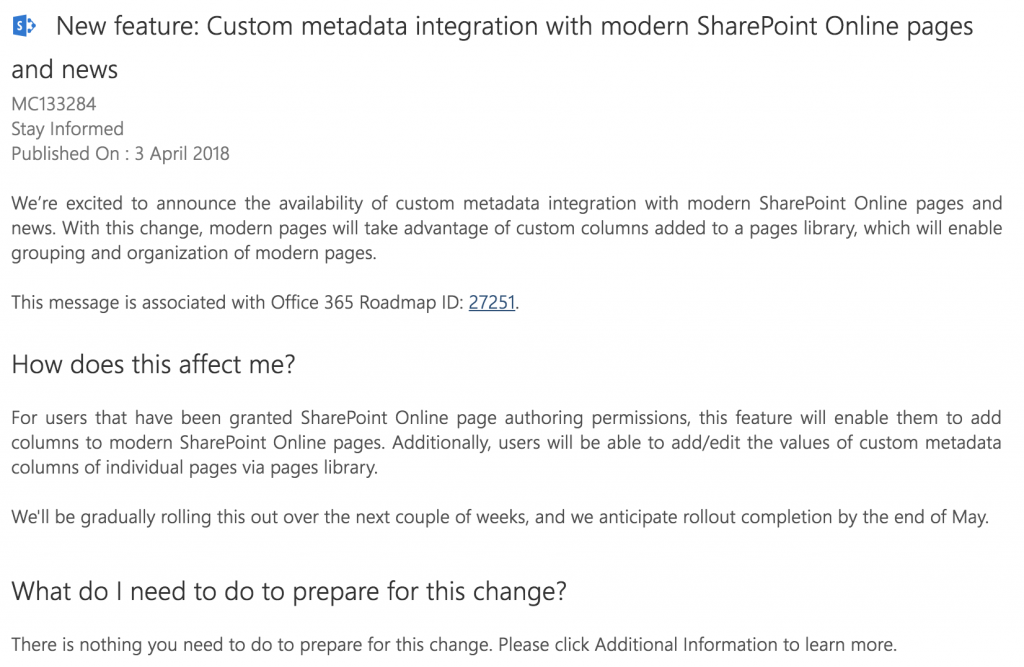 New feature: Custom metadata integration with modern SharePoint Online pages
and news
MC133284
Stay Informed
Published On : 3 April 2018
We're excited to announce the availability of custom metadata integration with modern SharePoint Online pages and
news. With this change, modern pages will take advantage of custom columns added to a pages library, which will enable
grouping and organization of modern pages.
This message is associated with Office 365 Roadmap ID: 27251.
How does this affect me?
For users that have been granted SharePoint Online page authoring permissions, this feature will enable them to add
columns to modern SharePoint Online pages. Additionally, users will be able to add/edit the values of custom metadata
columns of individual pages via pages library.
We'll be gradually rolling this out over the next couple of weeks, and we anticipate rollout completion by the end of May.
What do I need to do to prepare for this change?
There is nothing you need to do to prepare for this change. Please click Additional Information to learn more.